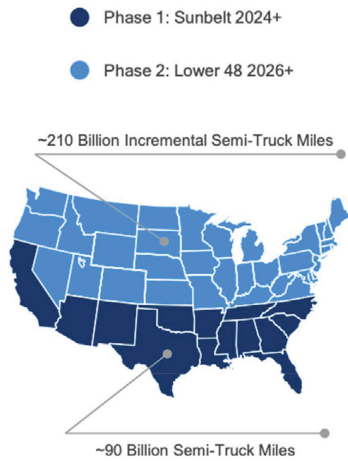 Phase 1: Sunbelt 2024+
Phase 2: Lower 48 2026+
~210 Billion Incremental Semi-Truck Miles
~90 Billion Semi-Truck Miles